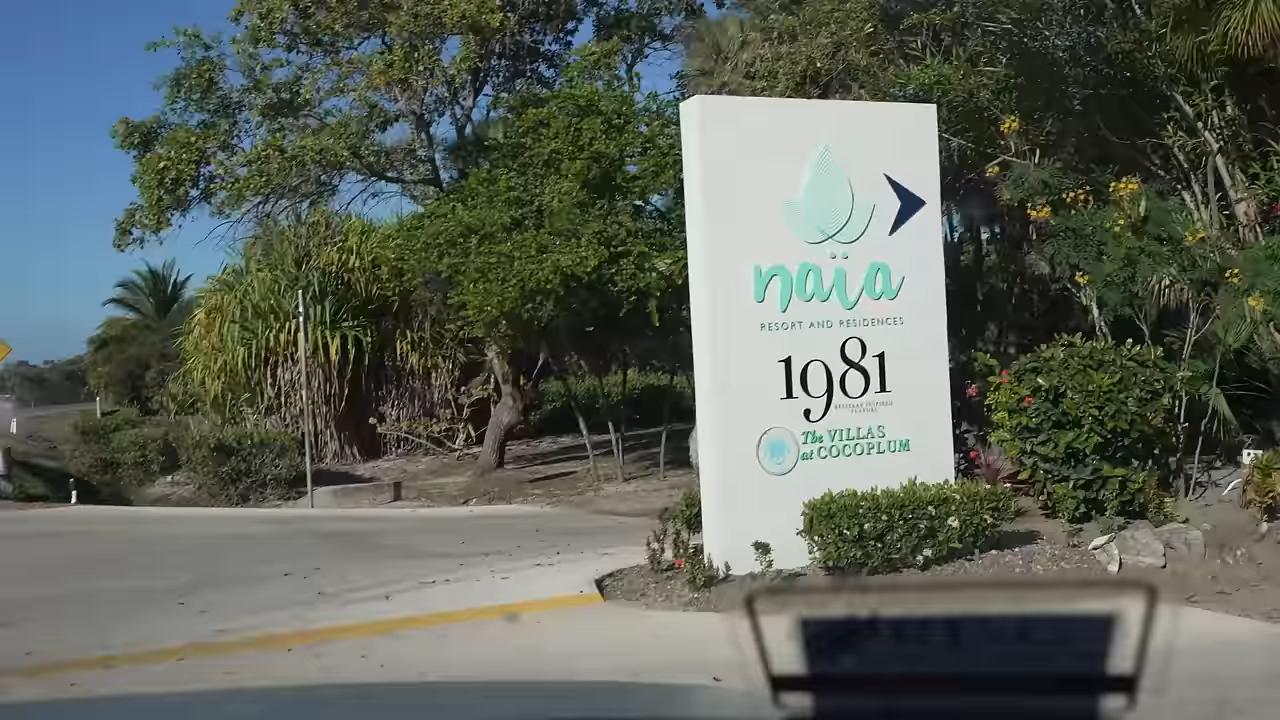 naïa
RESORT AND RESIDENCES
1981
The VILLAS
at COCOPLUM